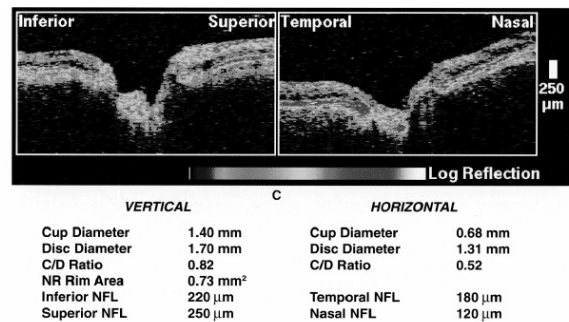 Inferior Superior Temporal Nasal
250
μm
Log Reflection
C
VERTICAL HORIZONTAL
Cup Diameter 1.40 mm Cup Diameter 0.68 mm
Disc Diameter 1.70 mm Disc Diameter 1.31 mm
C/D Ratio 0.82 C/D Ratio 0.52
NR Rim Area 0.73 mm²
Inferior NFL 220 μm Temporal NFL 180 μm
Superior NFL 250 μm Nasal NFL 120 μm